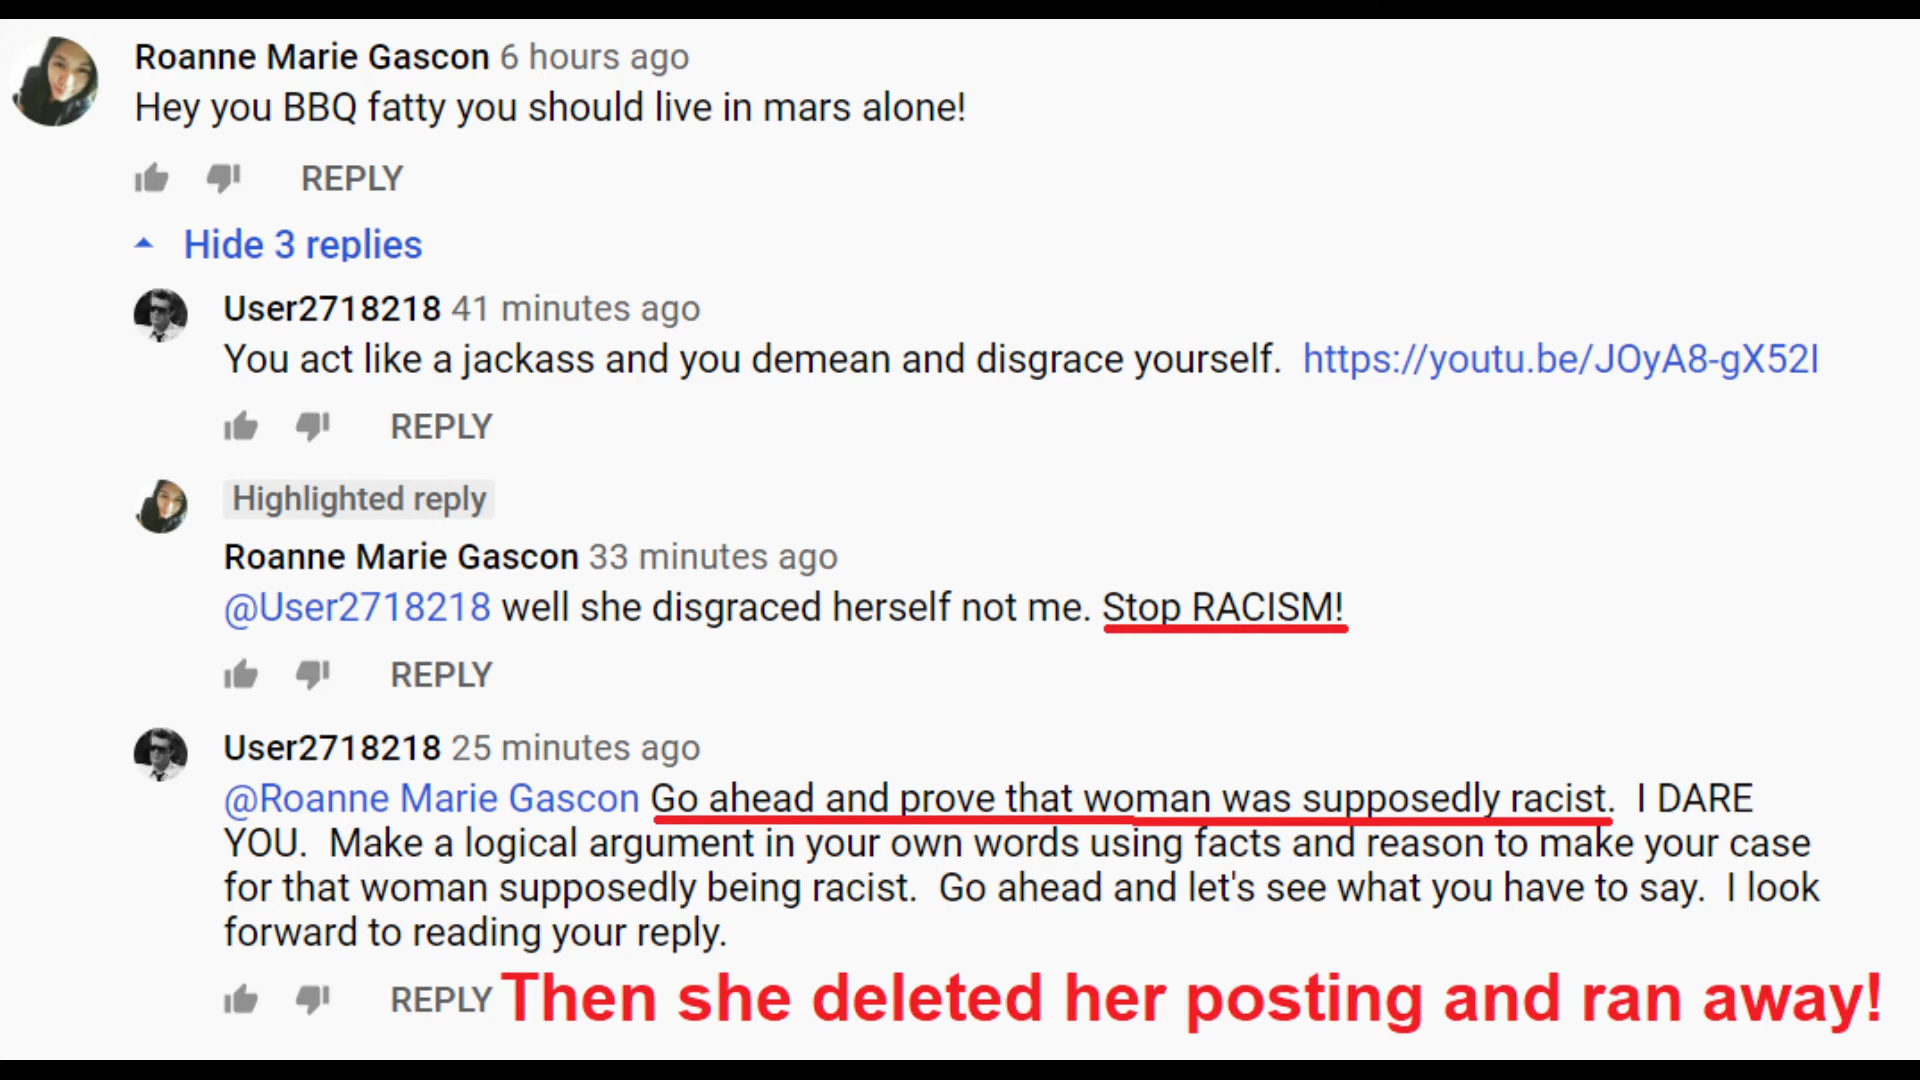 Roanne Marie Gascon 6 hours ago
Hey you BBQ fatty you should live in mars alone!
REPLY
Hide 3 replies
User2718218 41 minutes ago
You act like a jackass and you demean and disgrace yourself. https://youtu.be/JOyA8-gX52I
REPLY
Highlighted reply
Roanne Marie Gascon 33 minutes ago
@User2718218 well she disgraced herself not me. Stop RACISM!
REPLY
User2718218 25 minutes ago
@Roanne Marie Gascon Go ahead and prove that woman was supposedly racist. I DARE
YOU. Make a logical argument in your own words using facts and reason to make your case
for that woman supposedly being racist. Go ahead and let's see what you have to say. I look
forward to reading your reply.
REPLY Then she deleted her posting and ran away!